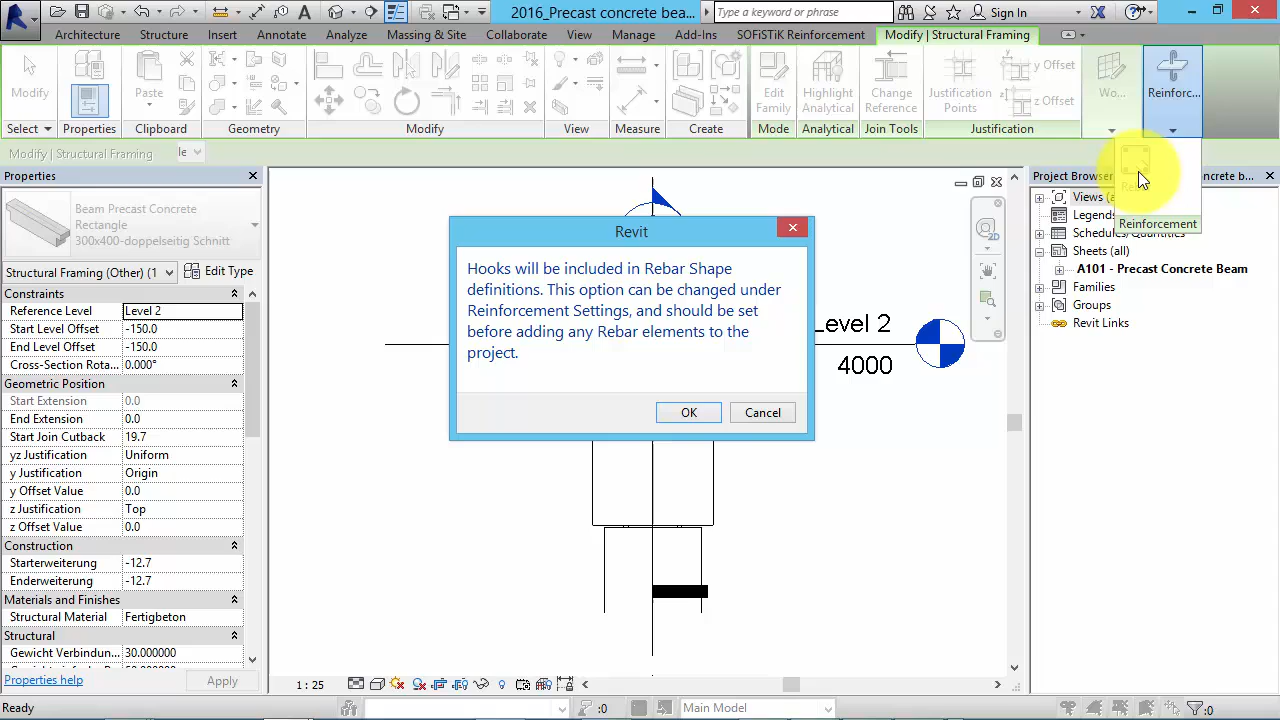 2016_Precast concrete bea...
Type a keyword or phrase
Sign In
Architecture
Struct
Insert
Annotate
Analyze
Massing & Site
Collaborate
View
Manage
Add-Ins
SOFiSTiK Reinforcement
Modify | Structural Framing
Modify
Paste
Edit
Family
Highlight
Analytical
Change
Reference
Justification
Points
y Offset
z Offset
Wo...
Reinforc...
Select
Properties
Clipboard
Geometry
Modify
View
Measure
Create
Mode
Analytical
Join Tools
Justification
Modify | Structural Framing
le
Reinforcement
Properties
Beam Precast Concrete
Rectangle
300x400-doppelseitig Schnitt
Structural Framing (Other) (1
Edit Type
Constraints
Reference Level Level 2
Start Level Offset -150.0
End Level Offset -150.0
Cross-Section Rota... 0.000°
Geometric Position
Start Extension 0.0
End Extension 0.0
Start Join Cutback 19.7
yz Justification Uniform
y Justification Origin
y Offset Value 0.0
z Justification Top
z Offset Value 0.0
Construction
Starterweiterung -12.7
Enderweiterung -12.7
Materials and Finishes
Structural Material Fertigbeton
Structural
Gewicht Verbindun... 30.000000
Properties help
Apply
Revit
Hooks will be included in Rebar Shape
definitions. This option can be changed under
Reinforcement Settings, and should be set
before adding any Rebar elements to the
project.
OK
Cancel
Level 2
4000
2D
Project Browser
concrete b...
Views (a
Legends
Schedules/Quantities
Sheets (all)
A101 - Precast Concrete Beam
Families
Groups
Revit Links
1 : 25
Ready
:0
Main Model
:0